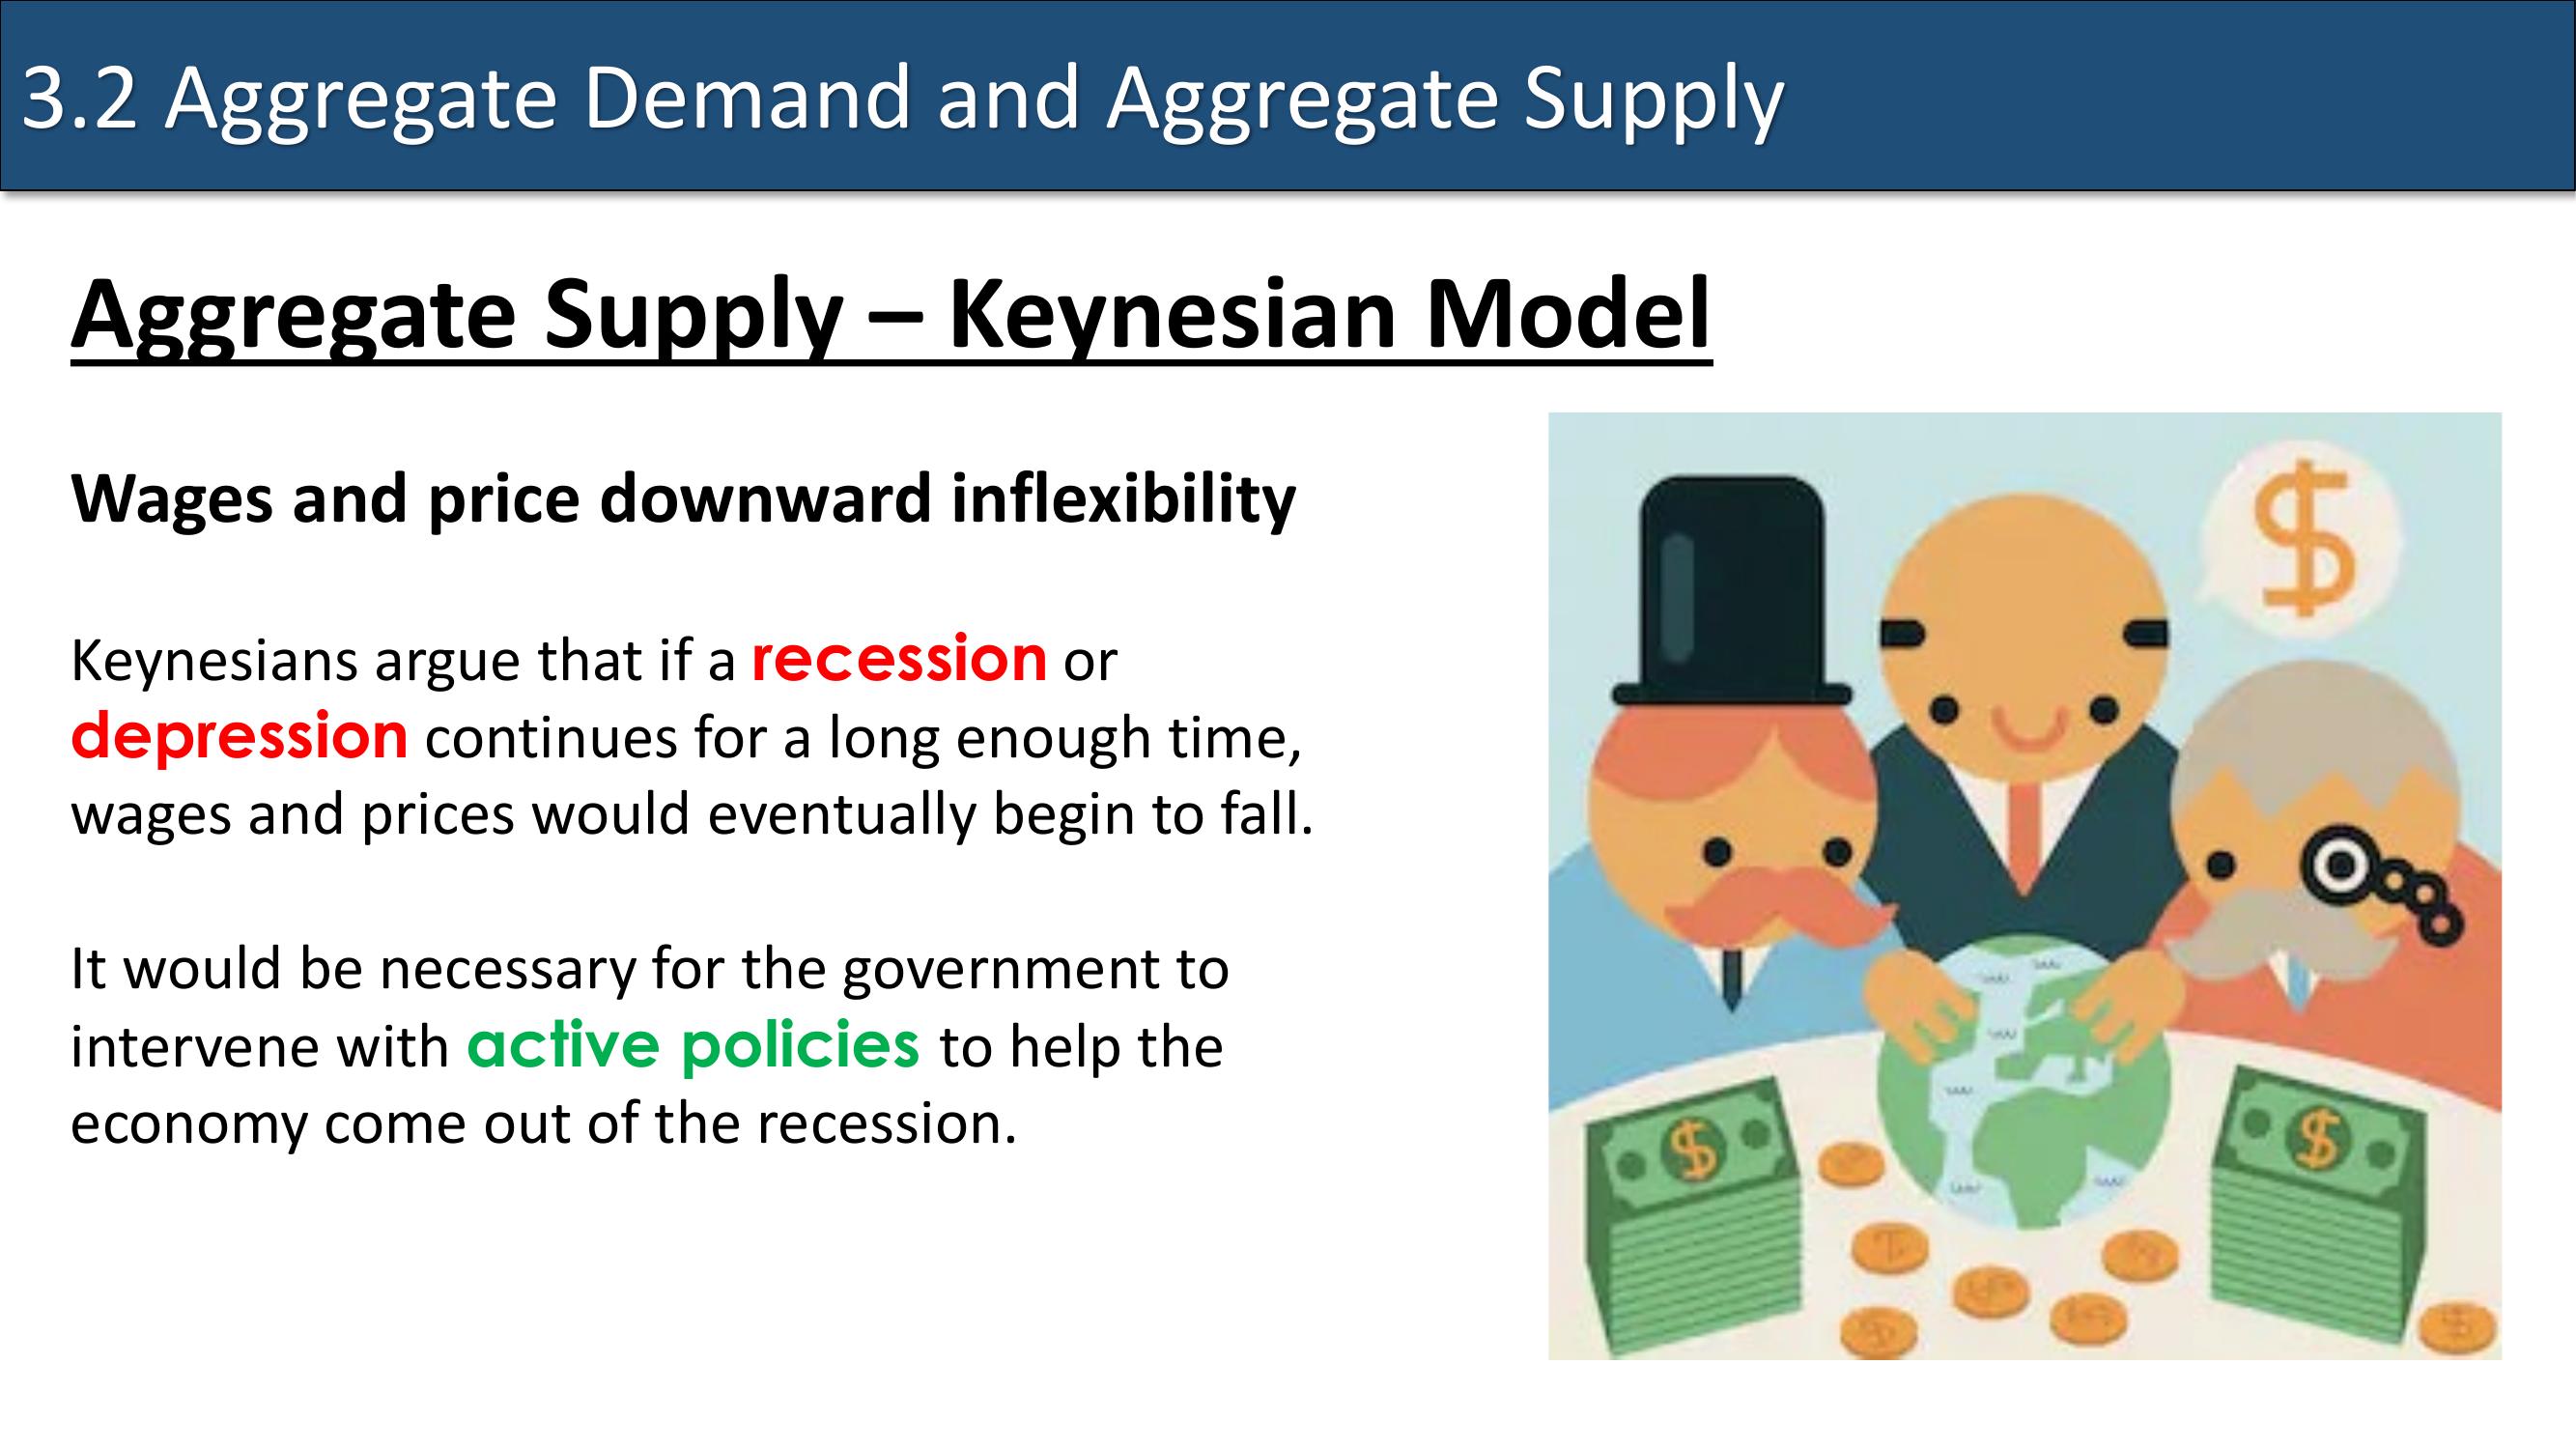 3.2 Aggregate Demand and Aggregate Supply
Aggregate Supply – Keynesian Model
Wages and price downward inflexibility
Keynesians argue that if a recession or
depression continues for a long enough time,
wages and prices would eventually begin to fall.
It would be necessary for the government to
intervene with active policies to help the
economy come out of the recession.
$
$
$